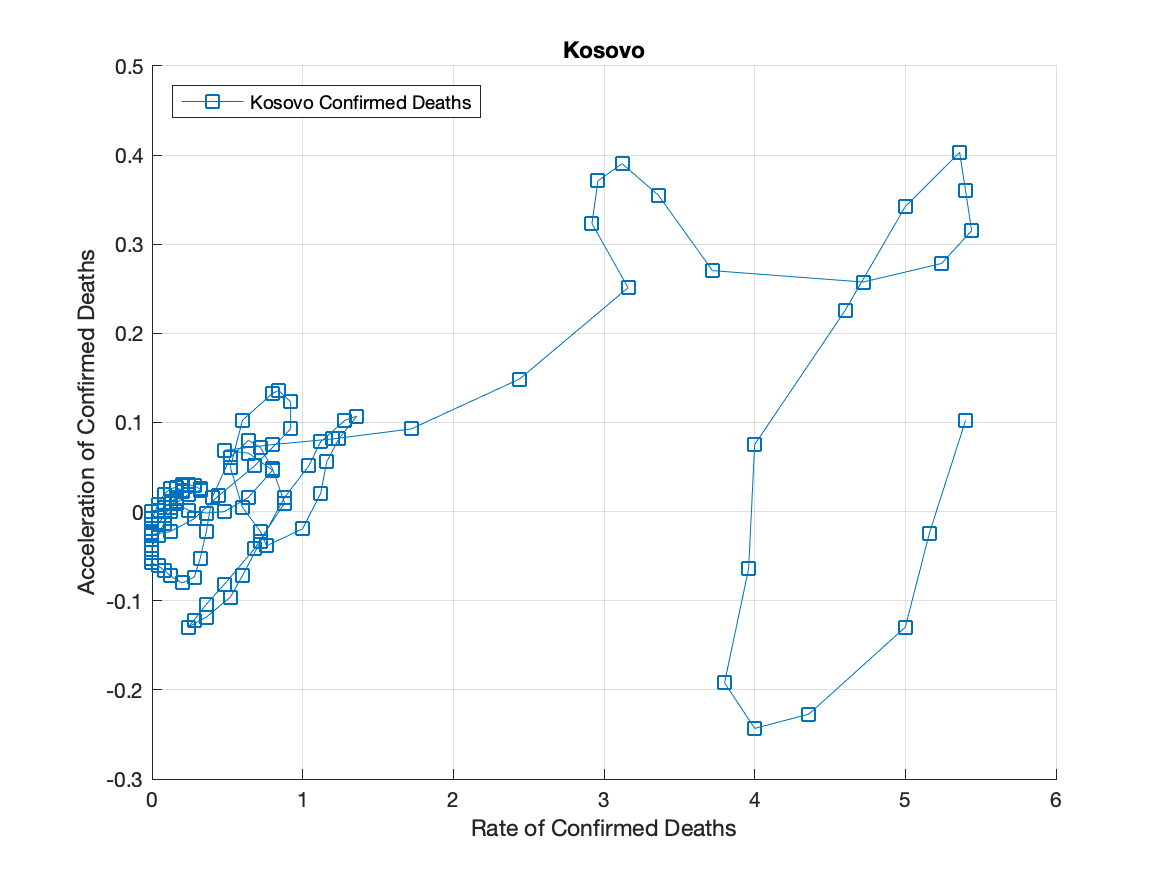 Kosovo
Kosovo Confirmed Deaths
Acceleration of Confirmed Deaths
0.5
0.4
0.3
0.2
0.1
0
-0.1
-0.2
-0.3
0 1 2 3 4 5 6
Rate of Confirmed Deaths